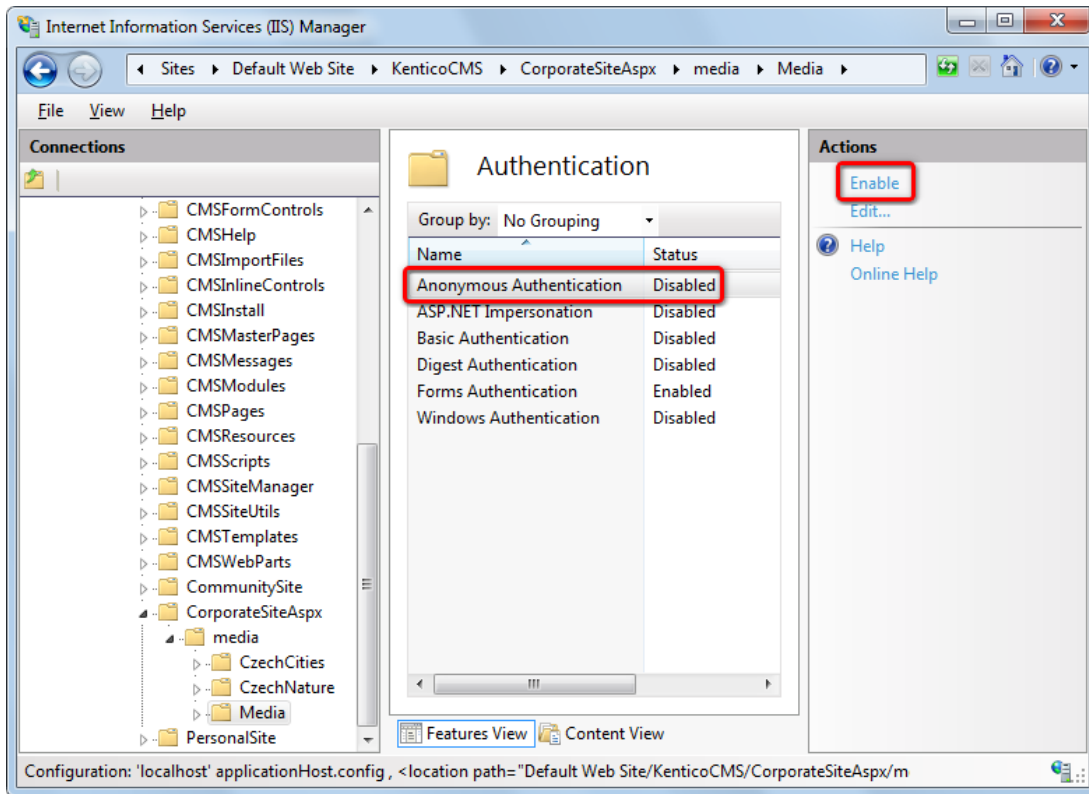 Internet Information Services (IIS) Manager
Sites Default Web Site KenticoCMS CorporateSiteAspx media Media
File View Help
Connections
CMSFormControls
CMSHelp
CMSImportFiles
CMSInlineControls
CMSInstall
CMSMasterPages
CMSMessages
CMSModules
CMSPages
CMSResources
CMSScripts
CMSSiteManager
CMSSiteUtils
CMSTemplates
CMSWebParts
CommunitySite
CorporateSiteAspx
media
CzechCities
CzechNature
Media
PersonalSite
Authentication
Group by: No Grouping
Name Status
Anonymous Authentication Disabled
ASP.NET Impersonation Disabled
Basic Authentication Disabled
Digest Authentication Disabled
Forms Authentication Enabled
Windows Authentication Disabled
Features View Content View
Actions
Enable
Edit...
Help
Online Help
Configuration: 'localhost' applicationHost.config , <location path="Default Web Site/KenticoCMS/CorporateSiteAspx/m